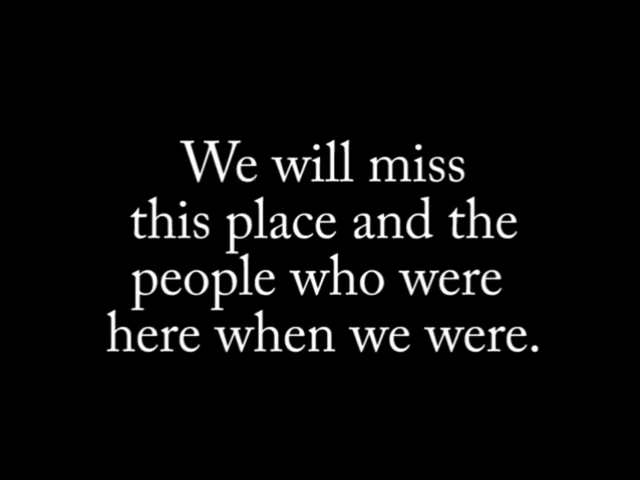 We will miss
this place and the
people who were
here when we were.